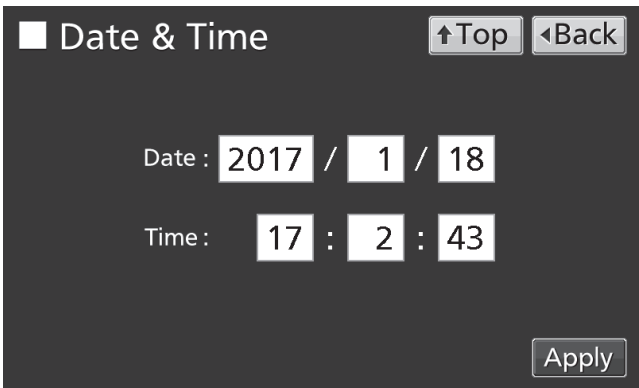 Date & Time
↑Top
◂Back
Date : 2017 / 1 / 18
Time : 17 : 2 : 43
Apply